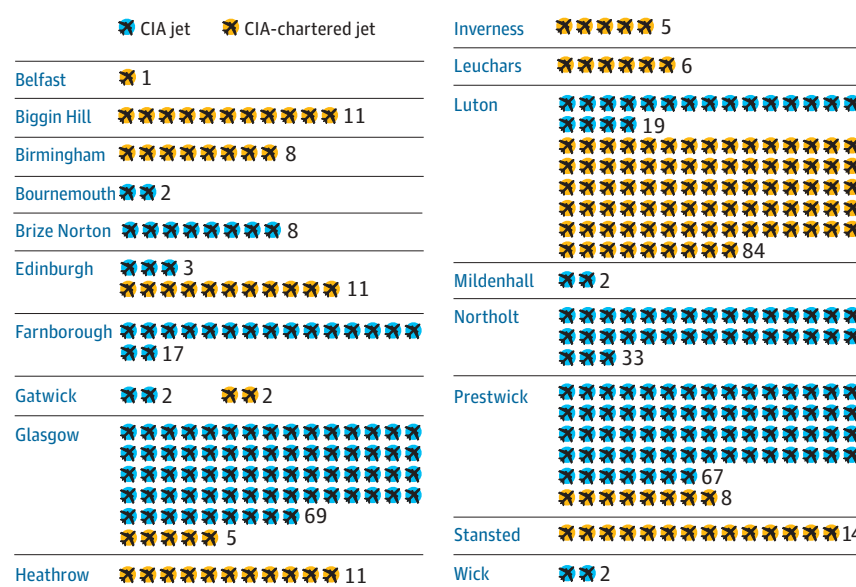 CIA jet CIA-chartered jet
Belfast 1
Biggin Hill 11
Birmingham 8
Bournemouth 2
Brize Norton 8
Edinburgh 3
11
Farnborough
17
Gatwick 2 2
Glasgow
69
5
Heathrow 11
Inverness 5
Leuchars 6
Luton
19
84
Mildenhall 2
Northolt
33
Prestwick
67
8
Stansted 14
Wick 2